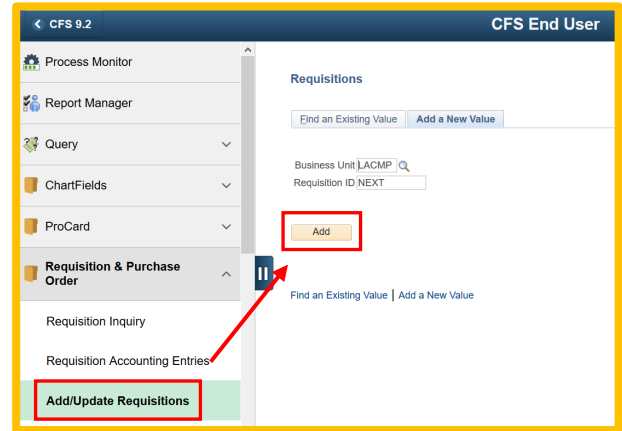 CFS 9.2
CFS End User
Process Monitor
Report Manager
Query
ChartFields
ProCard
Requisition & Purchase
Order
Requisition Inquiry
Requisition Accounting Entries
Add/Update Requisitions
Requisitions
Find an Existing Value
Add a New Value
Business Unit LACMP
Requisition ID NEXT
Add
Find an Existing Value | Add a New Value